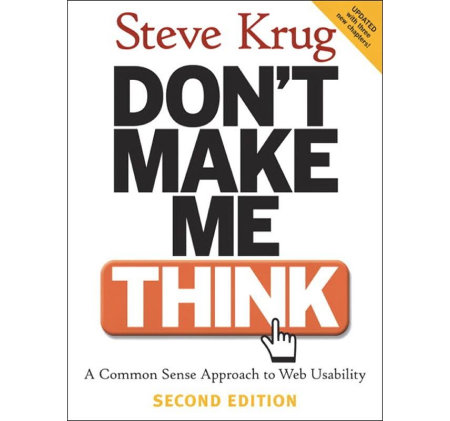 UPDATED
with three
new chapters!
Steve Krug
DON'T
MAKE
ME
THINK
A Common Sense Approach to Web Usability
SECOND EDITION